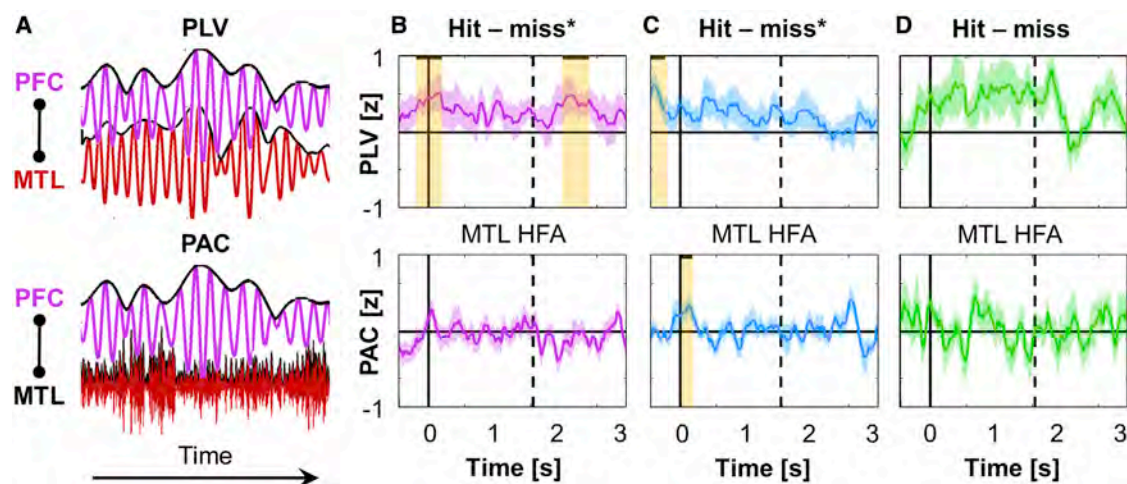 A
PLV
PFC
MTL
PAC
PFC
MTL
Time
B
Hit – miss*
PLV [z]
1
-1
MTL HFA
PAC [z]
1
-1
0
1
2
3
Time [s]
C
Hit – miss*
MTL HFA
0
1
2
3
Time [s]
D
Hit – miss
MTL HFA
0
1
2
3
Time [s]